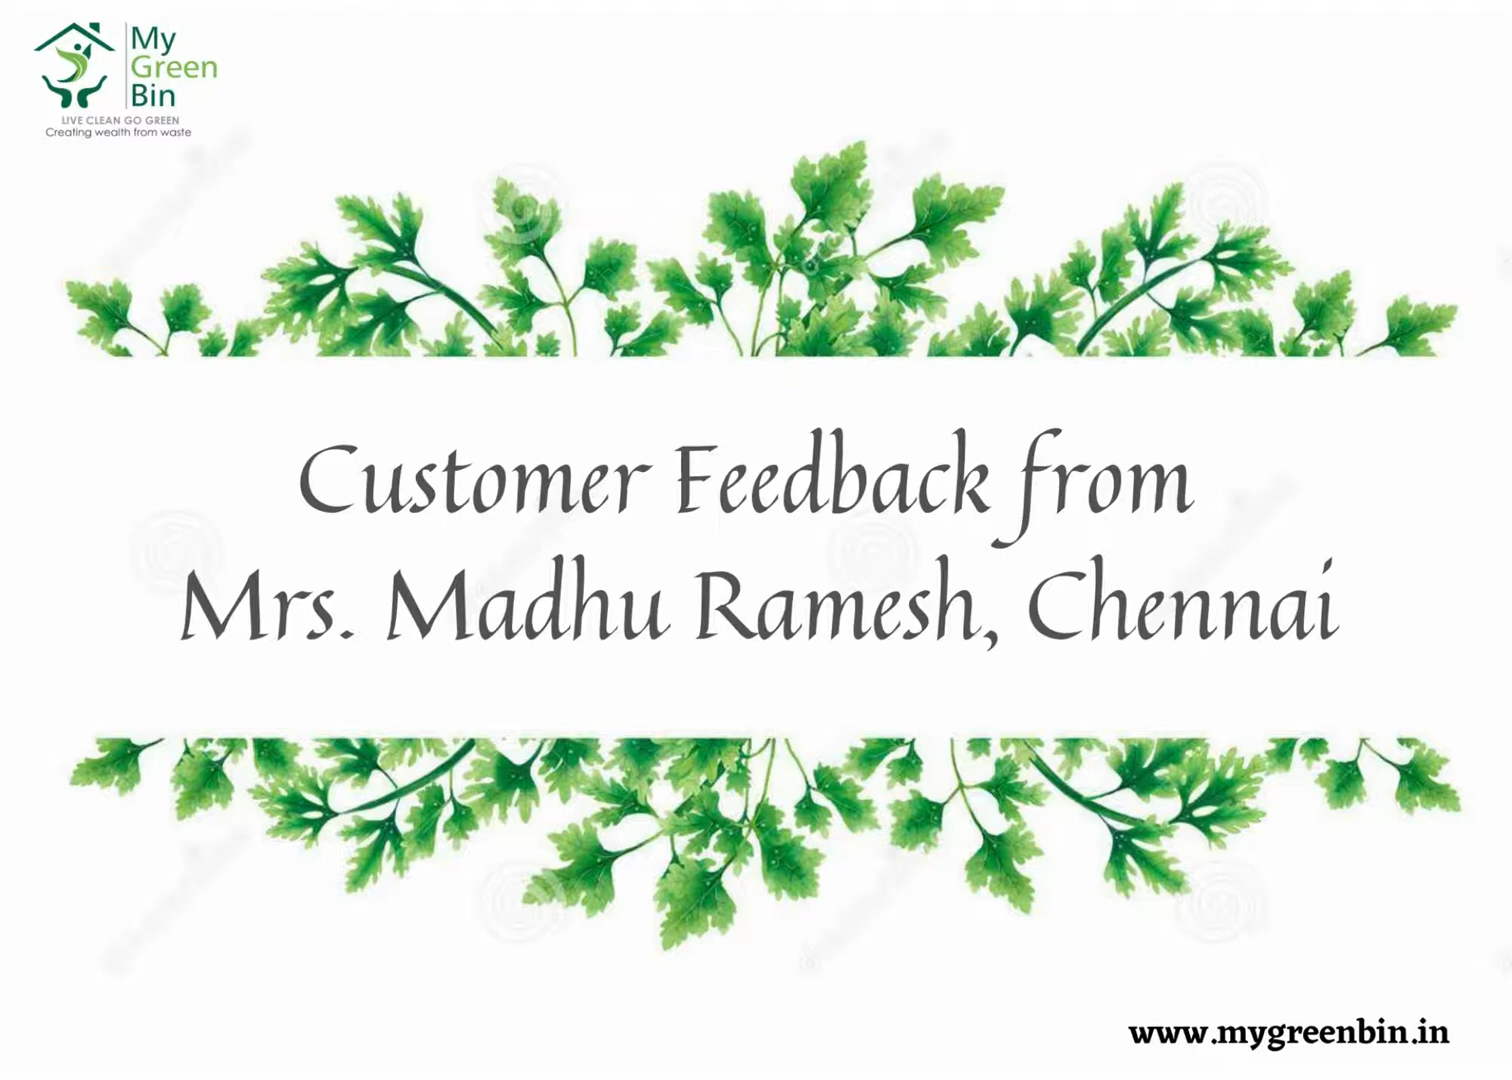 My
Green
Bin
LIVE CLEAN GO GREEN
Creating wealth from waste
Customer Feedback from
Mrs. Madhu Ramesh, Chennai
www.mygreenbin.in